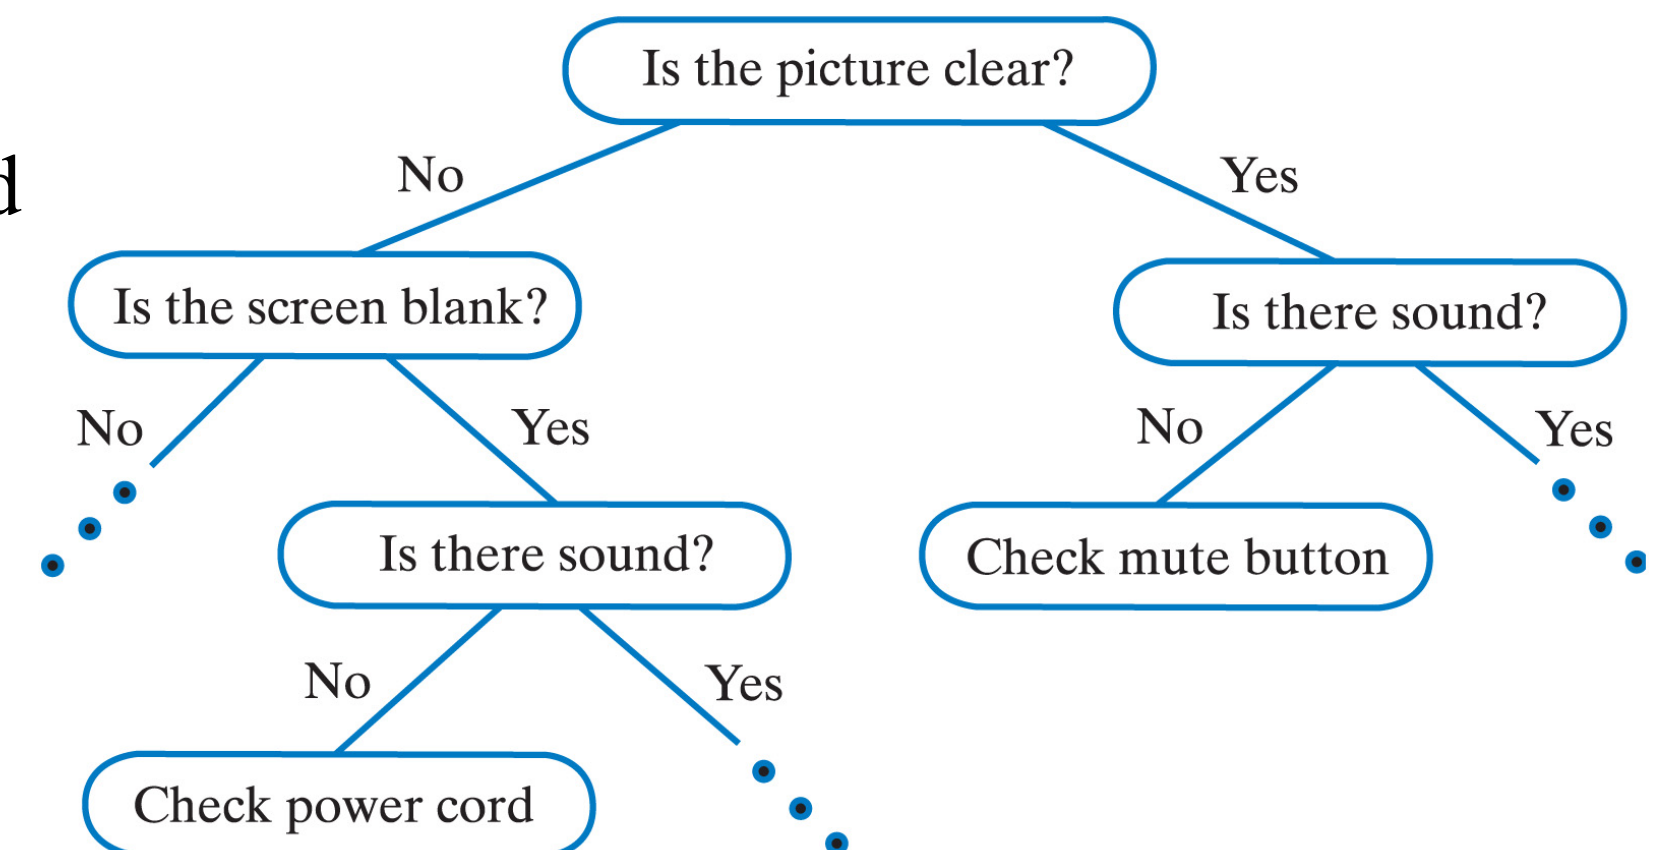 Is the picture clear?
d
No
Yes
Is the screen blank?
Is there sound?
No
Yes
No
Yes
Is there sound?
Check mute button
No
Yes
Check power cord